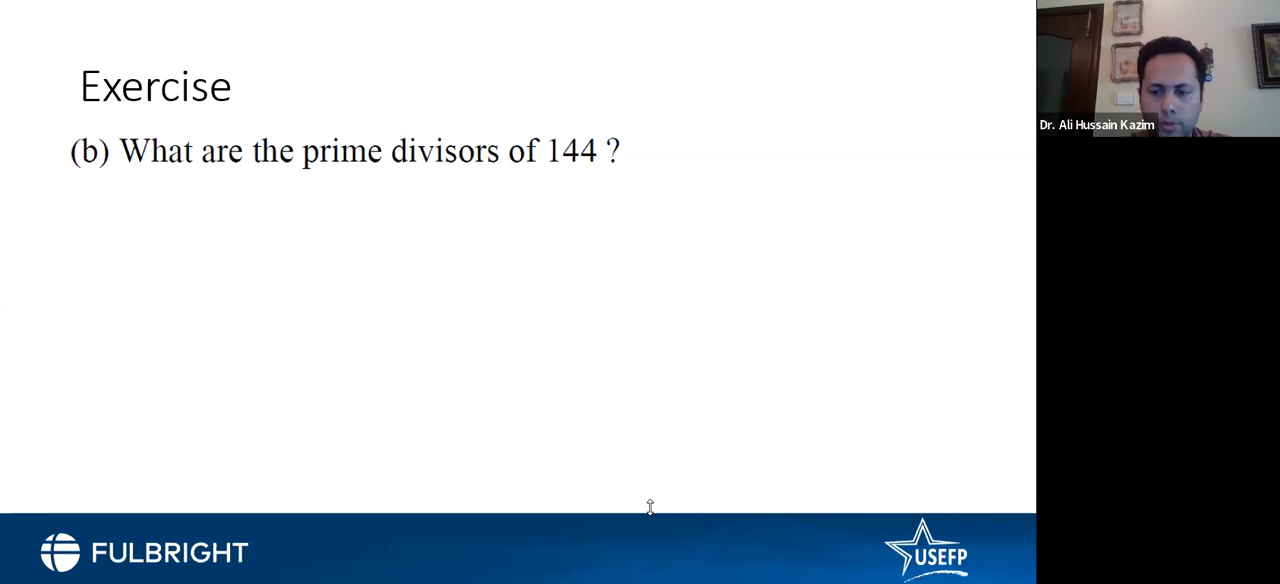 Exercise
(b) What are the prime divisors of 144 ?
Dr. Ali Hussain Kazim
FULBRIGHT
USEFP